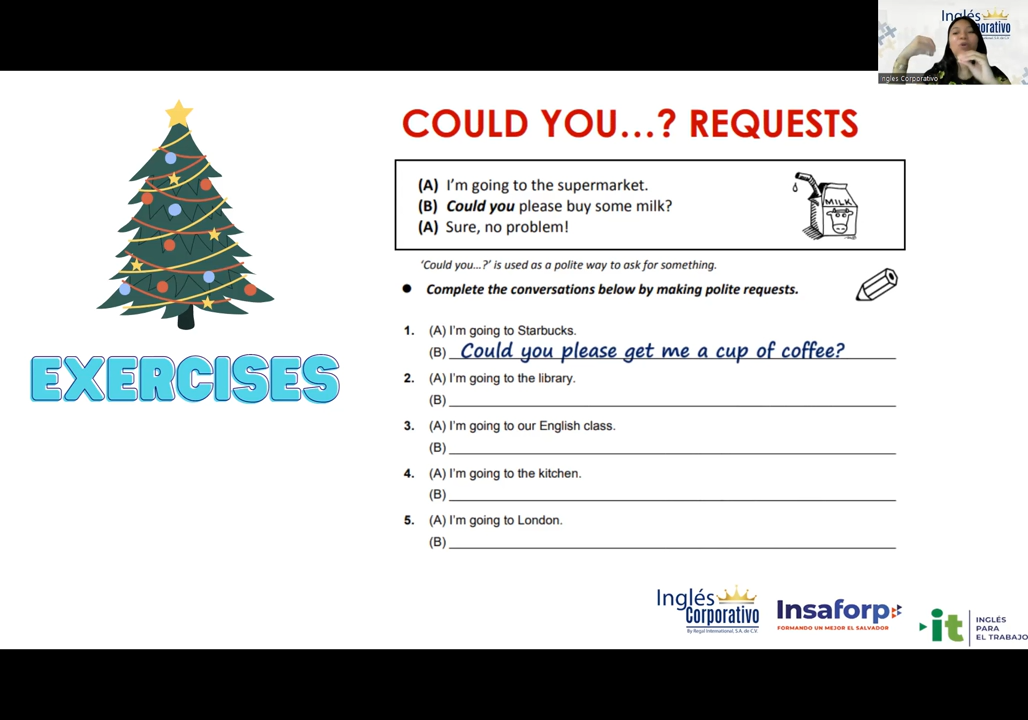 Inglés
orporativo
Ingles Corporativo
COULD YOU…? REQUESTS
(A) I'm going to the supermarket.
(B) Could you please buy some milk?
(A) Sure, no problem!
MILK
'Could you…?' is used as a polite way to ask for something.
● Complete the conversations below by making polite requests.
1. (A) I'm going to Starbucks.
(B) Could you please get me a cup of coffee?
2. (A) I'm going to the library.
(B)
3. (A) I'm going to our English class.
(B)
4. (A) I'm going to the kitchen.
(B)
5. (A) I'm going to London.
(B)
EXERCISES
Inglés
Corporativo
By Regal International, S.A. de C.V.
Insaforp
FORMANDO UN MEJOR EL SALVADOR
it
INGLÉS
PARA
EL TRABAJO